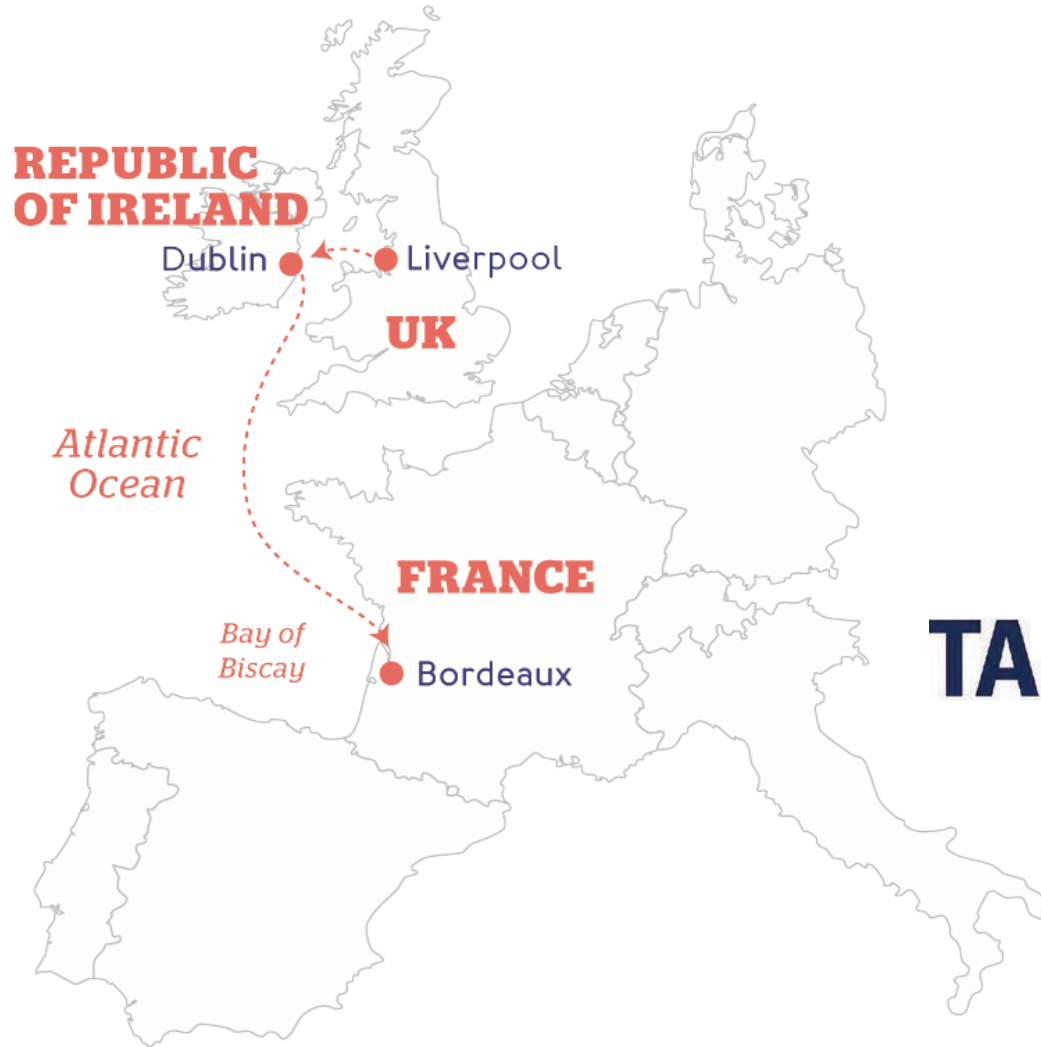 REPUBLIC
OF IRELAND
Dublin
Liverpool
UK
Atlantic
Ocean
FRANCE
Bay of
Biscay
Bordeaux
TA